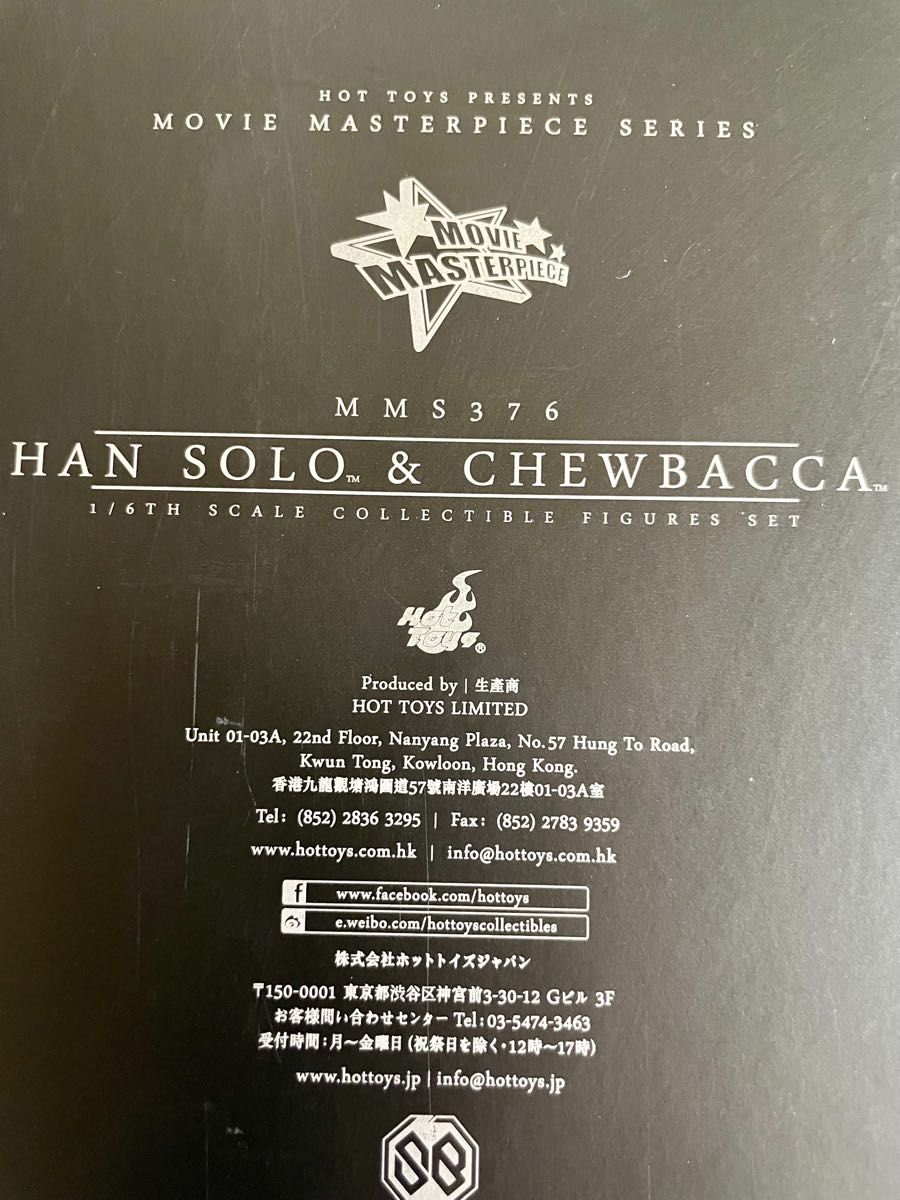 HOT TOYS PRESENTS
MOVIE MASTERPIECE SERIES
MOVIE
MASTERPIECE
MMS376
HAN SOLO™ & CHEWBACCA™
1/6TH SCALE COLLECTIBLE FIGURES SET
Hot
Toys®
Produced by | 生產商
HOT TOYS LIMITED
Unit 01-03A, 22nd Floor, Nanyang Plaza, No.57 Hung To Road,
Kwun Tong, Kowloon, Hong Kong.
香港九龍觀塘鴻圖道57號南洋廣場22樓01-03A室
Tel: (852) 2836 3295 | Fax: (852) 2783 9359
www.hottoys.com.hk | info@hottoys.com.hk
f www.facebook.com/hottoys
e.weibo.com/hottoyscollectibles
株式会社ホットトイズジャパン
〒150-0001 東京都渋谷区神宮前3-30-12 Gビル 3F
お客様問い合わせセンター Tel:03-5474-3463
受付時間:月〜金曜日(祝祭日を除く・12時〜17時)
www.hottoys.jp | info@hottoys.jp